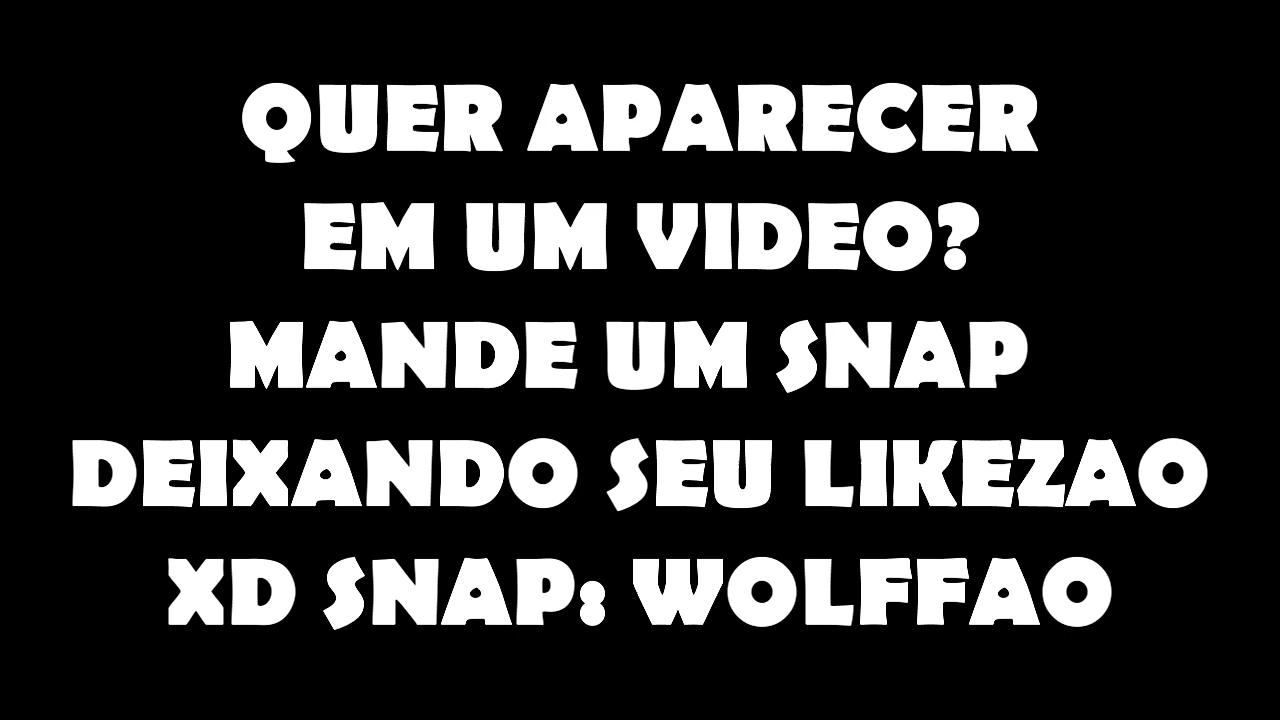 QUER APARECER
EM UM VIDEO?
MANDE UM SNAP
DEIXANDO SEU LIKEZAO
XD SNAP: WOLFFAO